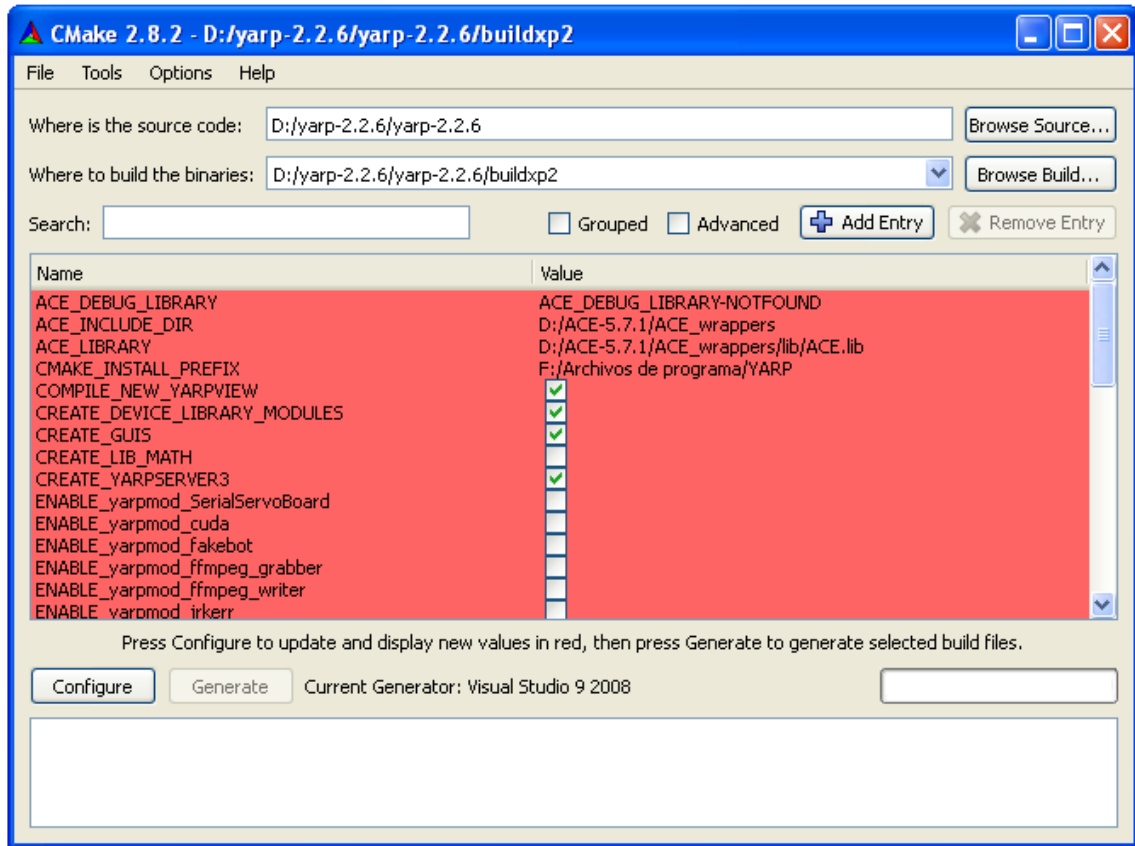 CMake 2.8.2 - D:/yarp-2.2.6/yarp-2.2.6/buildxp2
File Tools Options Help
Where is the source code: D:/yarp-2.2.6/yarp-2.2.6 Browse Source...
Where to build the binaries: D:/yarp-2.2.6/yarp-2.2.6/buildxp2 Browse Build...
Search: Grouped Advanced Add Entry Remove Entry
Name Value
ACE_DEBUG_LIBRARY ACE_DEBUG_LIBRARY-NOTFOUND
ACE_INCLUDE_DIR D:/ACE-5.7.1/ACE_wrappers
ACE_LIBRARY D:/ACE-5.7.1/ACE_wrappers/lib/ACE.lib
CMAKE_INSTALL_PREFIX F:/Archivos de programa/YARP
COMPILE_NEW_YARPVIEW
CREATE_DEVICE_LIBRARY_MODULES
CREATE_GUIS
CREATE_LIB_MATH
CREATE_YARPSERVER3
ENABLE_yarpmod_SerialServoBoard
ENABLE_yarpmod_cuda
ENABLE_yarpmod_fakebot
ENABLE_yarpmod_ffmpeg_grabber
ENABLE_yarpmod_ffmpeg_writer
ENABLE_yarpmod_irkerr
Press Configure to update and display new values in red, then press Generate to generate selected build files.
Configure Generate Current Generator: Visual Studio 9 2008